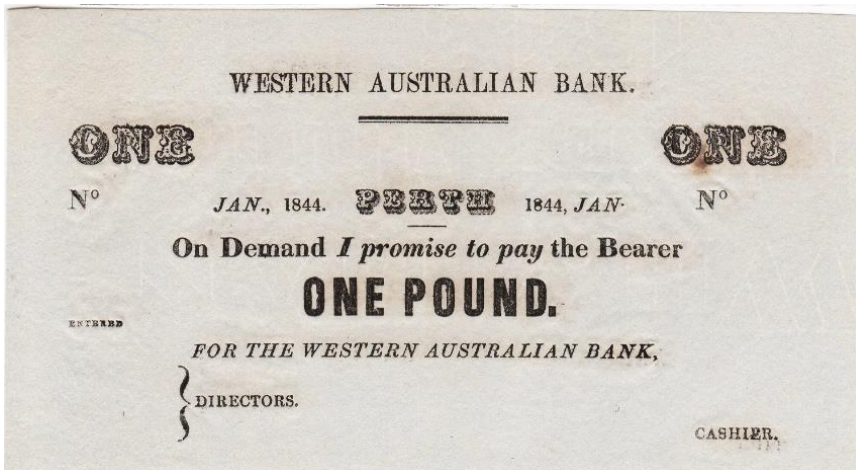 WESTERN AUSTRALIAN BANK.
ONE ONE
Nº JAN., 1844. PERTH 1844, JAN· Nº
On Demand I promise to pay the Bearer
ONE POUND.
ENTERED
FOR THE WESTERN AUSTRALIAN BANK,
DIRECTORS.
CASHIER.